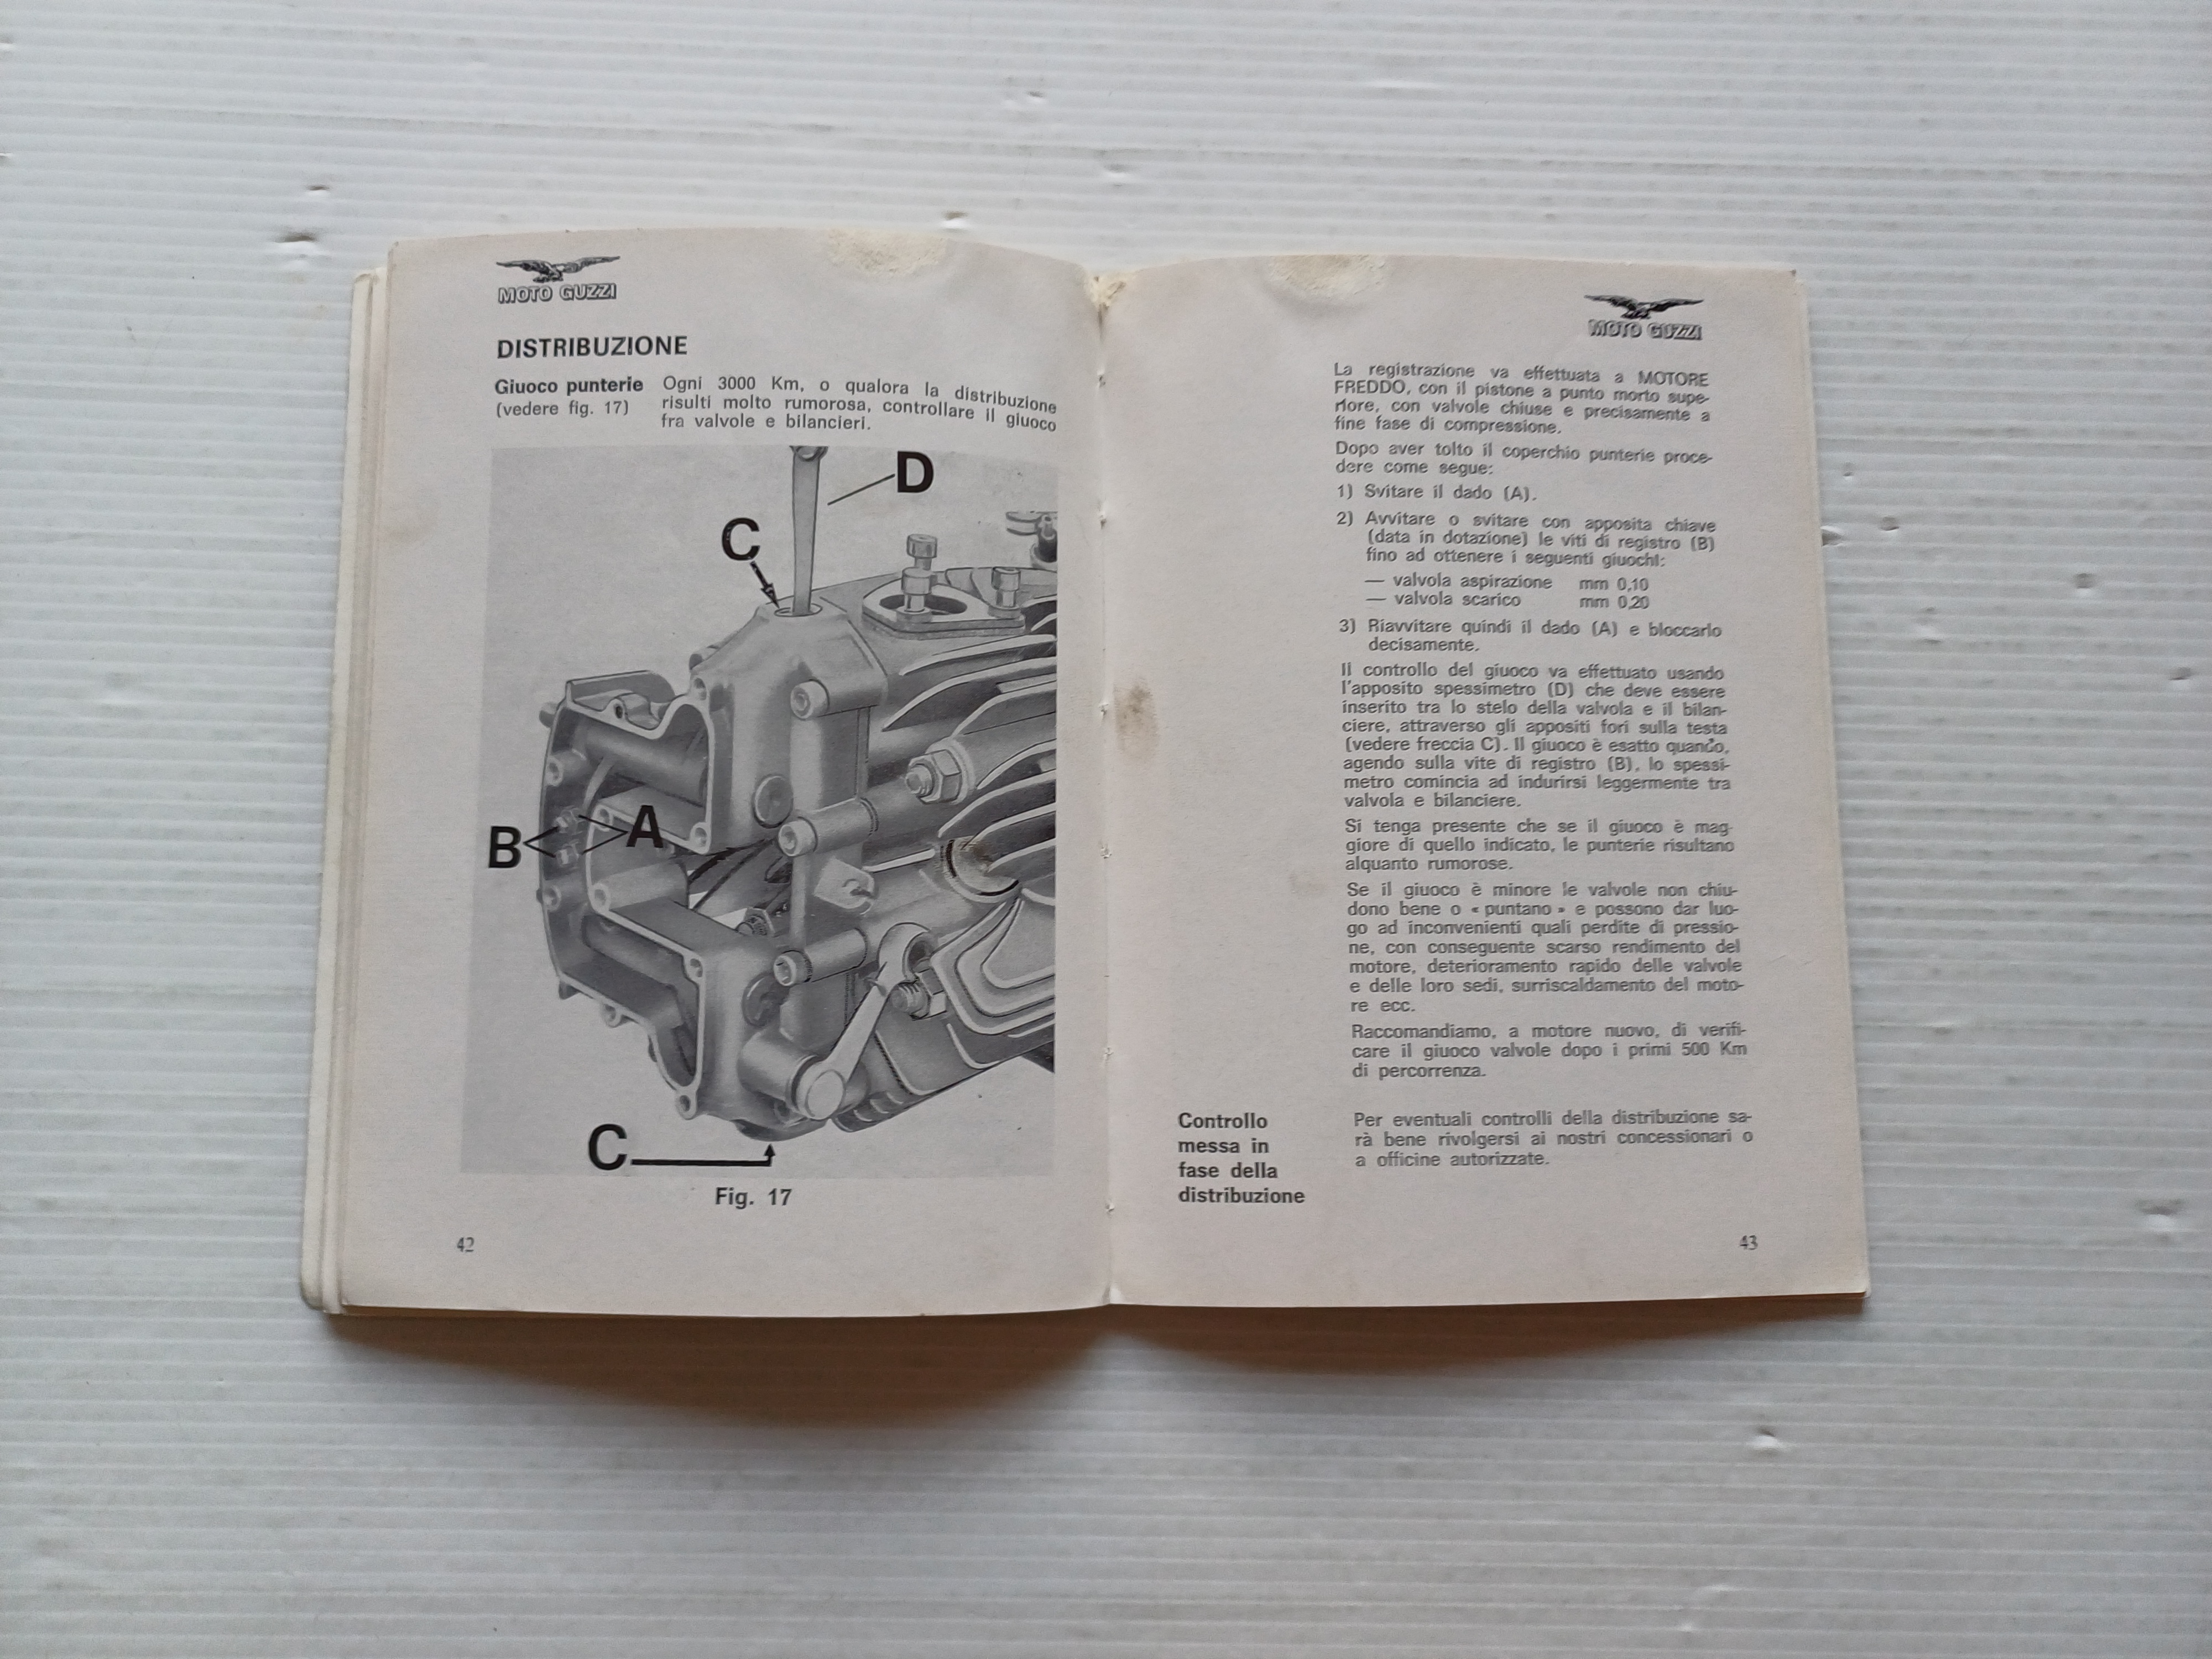 MOTO GUZZI
DISTRIBUZIONE
Giuoco punterie
(vedere fig. 17)
Ogni 3000 Km, o qualora la distribuzione
risulti molto rumorosa, controllare il giuoco
fra valvole e bilancieri.
D
C
B
A
C
Fig. 17
42
MOTO GUZZI
La registrazione va effettuata a MOTORE
FREDDO, con il pistone a punto morto supe-
riore, con valvole chiuse e precisamente a
fine fase di compressione.
Dopo aver tolto il coperchio punterie proce-
dere come segue:
1) Svitare il dado (A).
2) Avvitare o svitare con apposita chiave
(data in dotazione) le viti di registro (B)
fino ad ottenere i seguenti giuochi:
— valvola aspirazione mm 0,10
— valvola scarico mm 0,20
3) Riavvitare quindi il dado (A) e bloccarlo
decisamente.
Il controllo del giuoco va effettuato usando
l'apposito spessimetro (D) che deve essere
inserito tra lo stelo della valvola e il bilan-
ciere, attraverso gli appositi fori sulla testa
(vedere freccia C). Il giuoco è esatto quando,
agendo sulla vite di registro (B), lo spessi-
metro comincia ad indurirsi leggermente tra
valvola e bilanciere.
Si tenga presente che se il giuoco è mag-
giore di quello indicato, le punterie risultano
alquanto rumorose.
Se il giuoco è minore le valvole non chiu-
dono bene o « puntano » e possono dar luo-
go ad inconvenienti quali perdite di pressio-
ne, con conseguente scarso rendimento del
motore, deterioramento rapido delle valvole
e delle loro sedi, surriscaldamento del moto-
re ecc.
Raccomandiamo, a motore nuovo, di verifi-
care il giuoco valvole dopo i primi 500 Km
di percorrenza.
Controllo
messa in
fase della
distribuzione
Per eventuali controlli della distribuzione sa-
rà bene rivolgersi ai nostri concessionari o
a officine autorizzate.
43